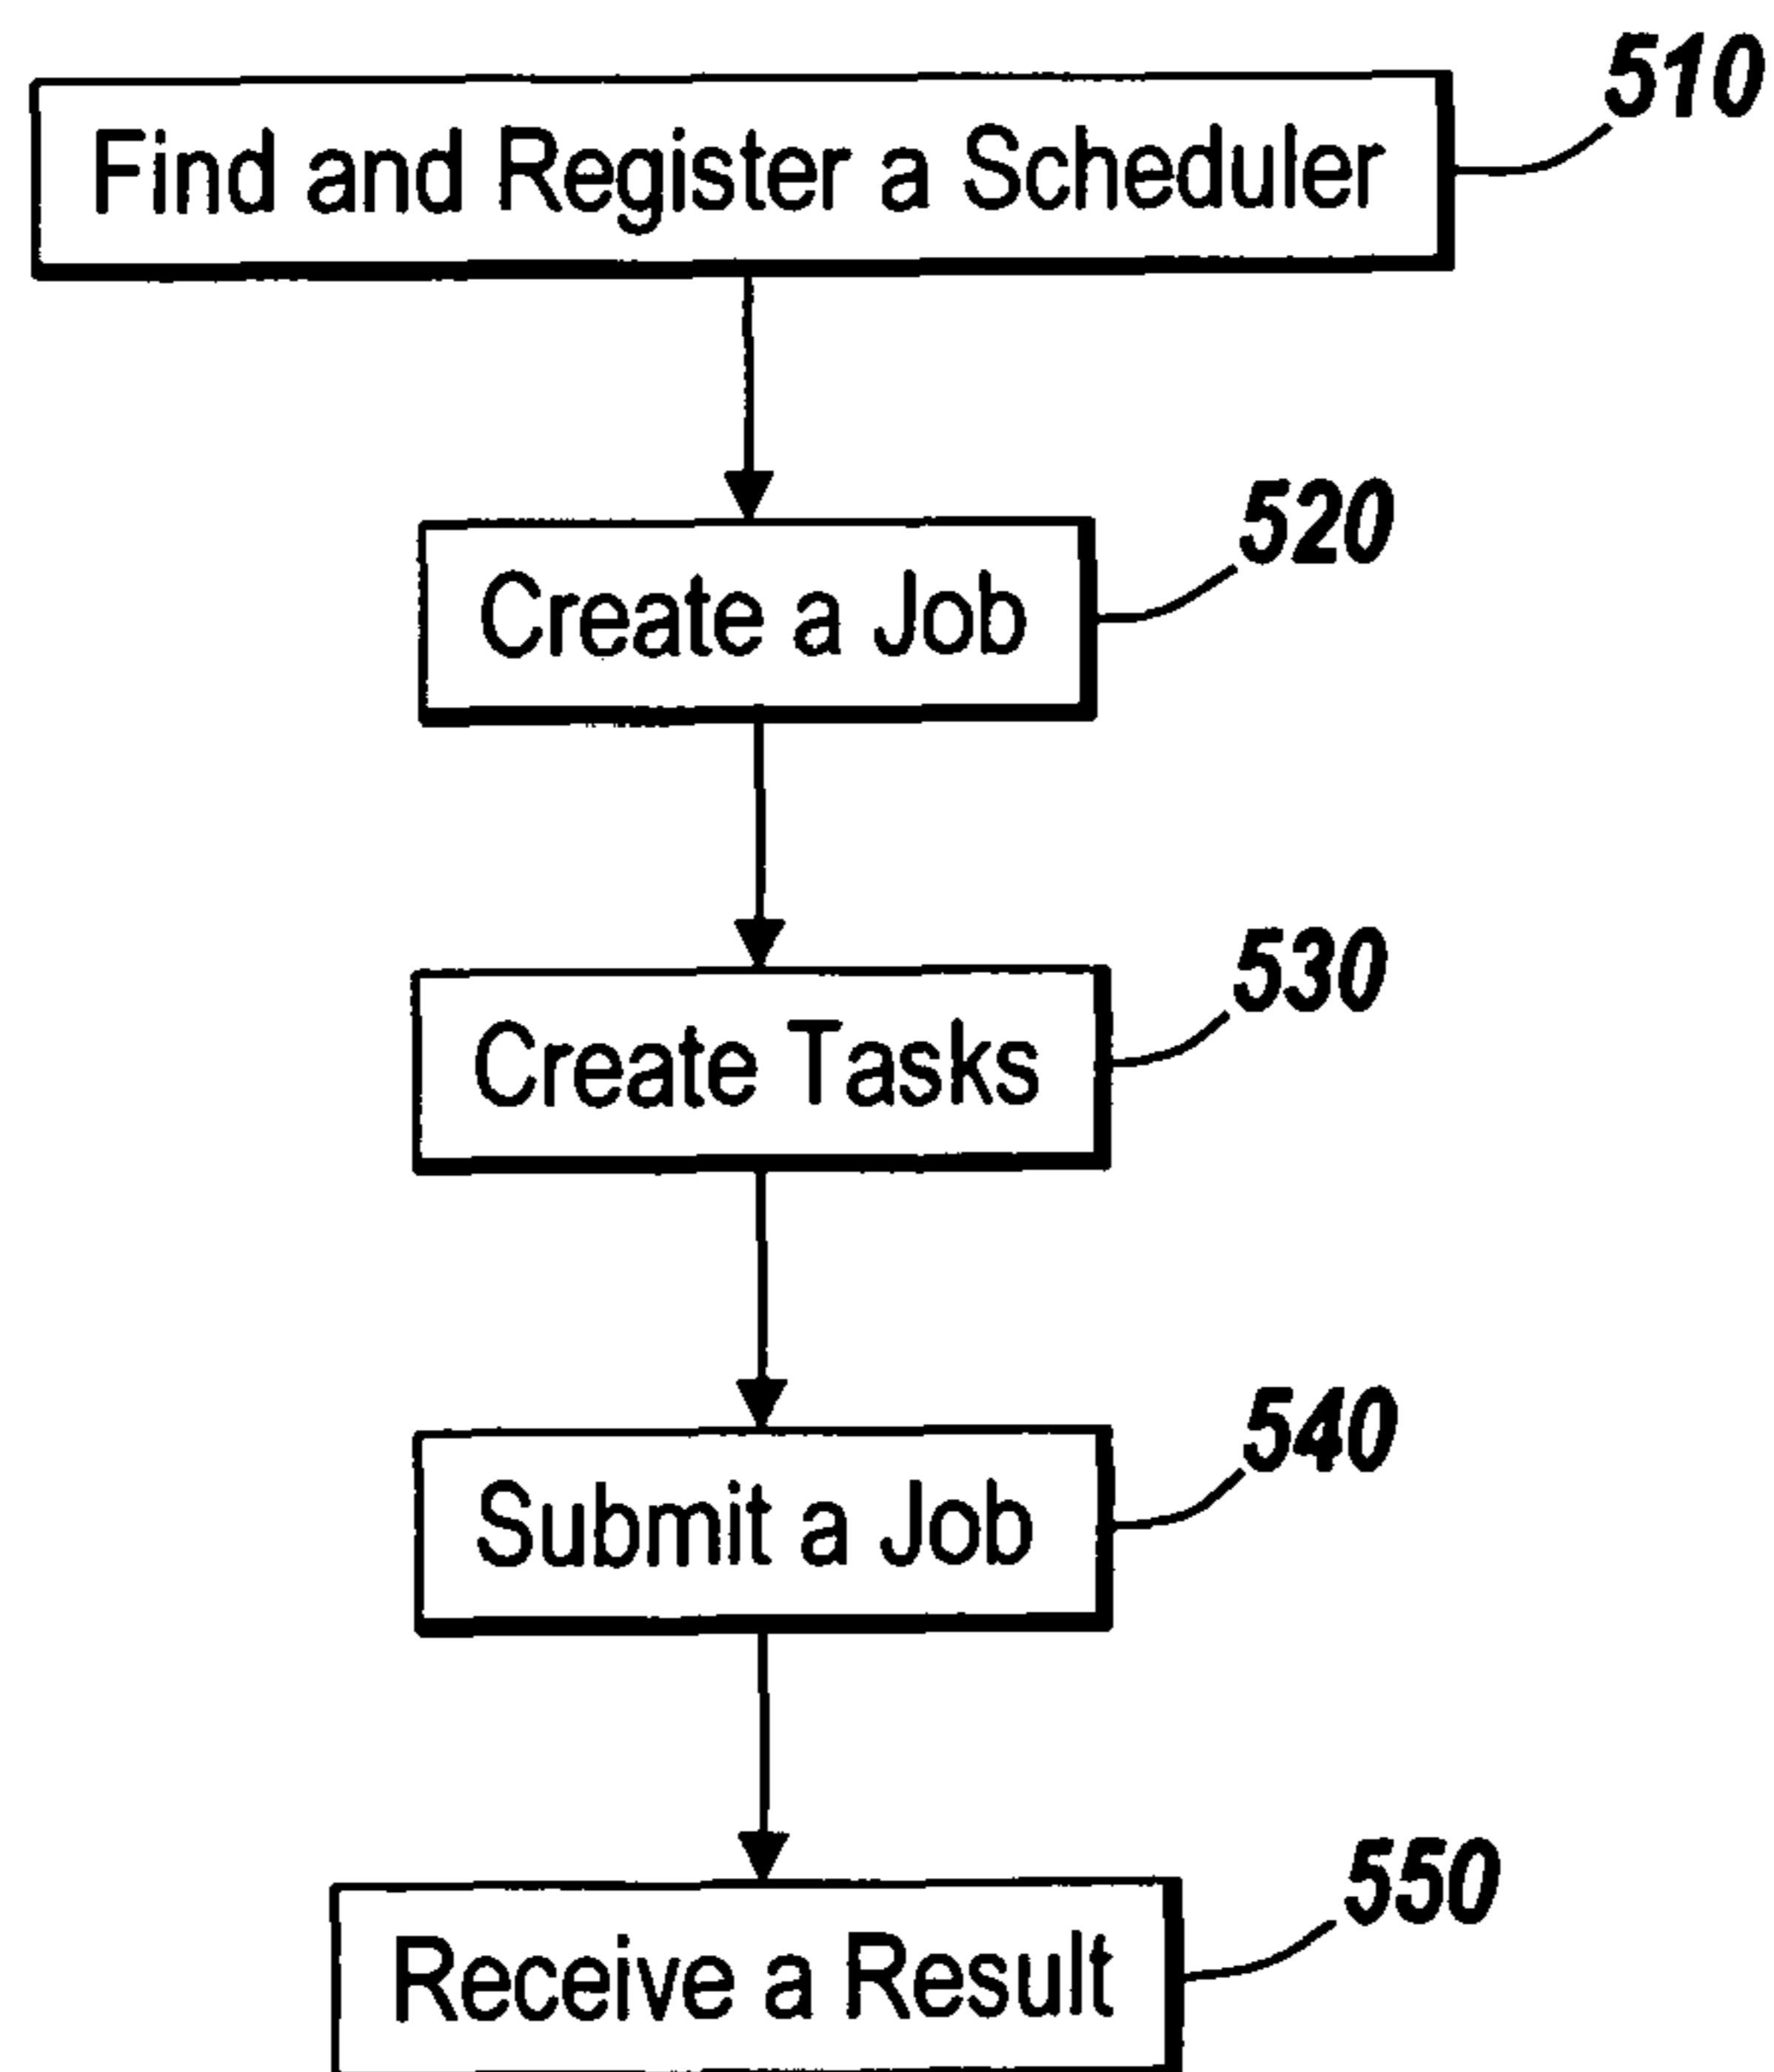 510
Find and Register a Scheduler
520
Create a Job
530
Create Tasks
540
Submit a Job
550
Receive a Result